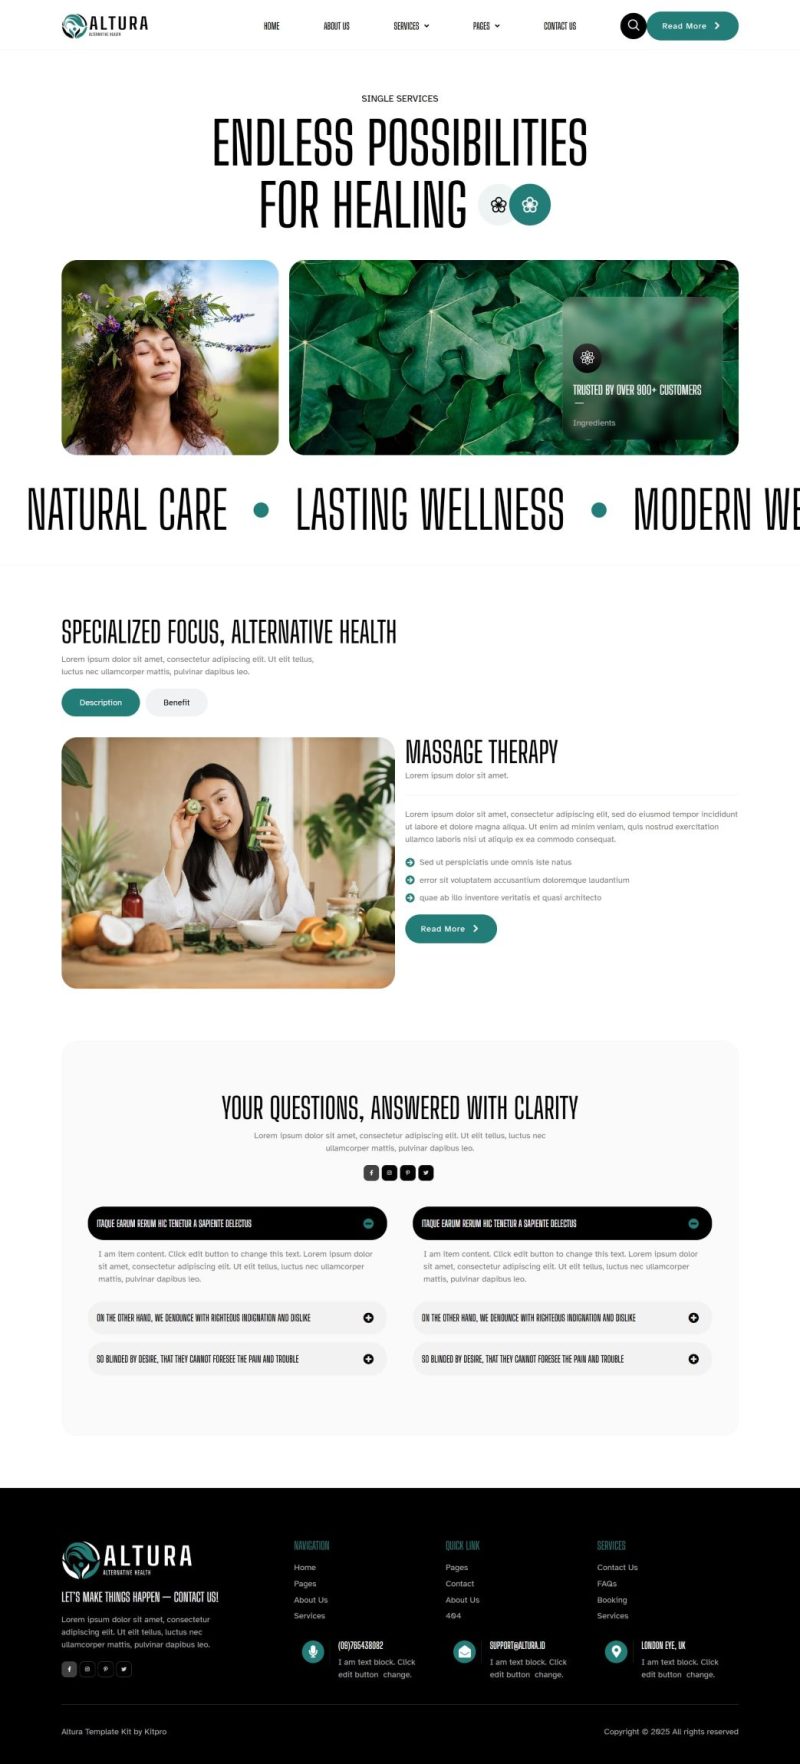 ALTURA
ALTERNATIVE HEALTH
HOME
ABOUT US
SERVICES
PAGES
CONTACT US
Read More
SINGLE SERVICES
ENDLESS POSSIBILITIES
FOR HEALING
TRUSTED BY OVER 900+ CUSTOMERS
Ingredients
NATURAL CARE
LASTING WELLNESS
MODERN WE
SPECIALIZED FOCUS, ALTERNATIVE HEALTH
Lorem ipsum dolor sit amet, consectetur adipiscing elit. Ut elit tellus,
luctus nec ullamcorper mattis, pulvinar dapibus leo.
Description
Benefit
MASSAGE THERAPY
Lorem ipsum dolor sit amet.
Lorem ipsum dolor sit amet, consectetur adipiscing elit, sed do eiusmod tempor incididunt
ut labore et dolore magna aliqua. Ut enim ad minim veniam, quis nostrud exercitation
ullamco laboris nisi ut aliquip ex ea commodo consequat.
Sed ut perspiciatis unde omnis iste natus
error sit voluptatem accusantium doloremque laudantium
quae ab illo inventore veritatis et quasi architecto
Read More
YOUR QUESTIONS, ANSWERED WITH CLARITY
Lorem ipsum dolor sit amet, consectetur adipiscing elit. Ut elit tellus, luctus nec
ullamcorper mattis, pulvinar dapibus leo.
ITAQUE EARUM RERUM HIC TENETUR A SAPIENTE DELECTUS
I am item content. Click edit button to change this text. Lorem ipsum dolor
sit amet, consectetur adipiscing elit. Ut elit tellus, luctus nec ullamcorper
mattis, pulvinar dapibus leo.
ON THE OTHER HAND, WE DENOUNCE WITH RIGHTEOUS INDIGNATION AND DISLIKE
SO BLINDED BY DESIRE, THAT THEY CANNOT FORESEE THE PAIN AND TROUBLE
ITAQUE EARUM RERUM HIC TENETUR A SAPIENTE DELECTUS
I am item content. Click edit button to change this text. Lorem ipsum dolor
sit amet, consectetur adipiscing elit. Ut elit tellus, luctus nec ullamcorper
mattis, pulvinar dapibus leo.
ON THE OTHER HAND, WE DENOUNCE WITH RIGHTEOUS INDIGNATION AND DISLIKE
SO BLINDED BY DESIRE, THAT THEY CANNOT FORESEE THE PAIN AND TROUBLE
ALTURA
ALTERNATIVE HEALTH
LET'S MAKE THINGS HAPPEN — CONTACT US!
Lorem ipsum dolor sit amet, consectetur
adipiscing elit. Ut elit tellus, luctus nec
ullamcorper mattis, pulvinar dapibus leo.
NAVIGATION
Home
Pages
About Us
Services
QUICK LINK
Pages
Contact
About Us
404
SERVICES
Contact Us
FAQs
Booking
Services
(06)765438082
I am text block. Click
edit button change.
SUPPORT@ALTURA.ID
I am text block. Click
edit button change.
LONDON EYE, UK
I am text block. Click
edit button change.
Altura Template Kit by Kitpro
Copyright © 2025 All rights reserved